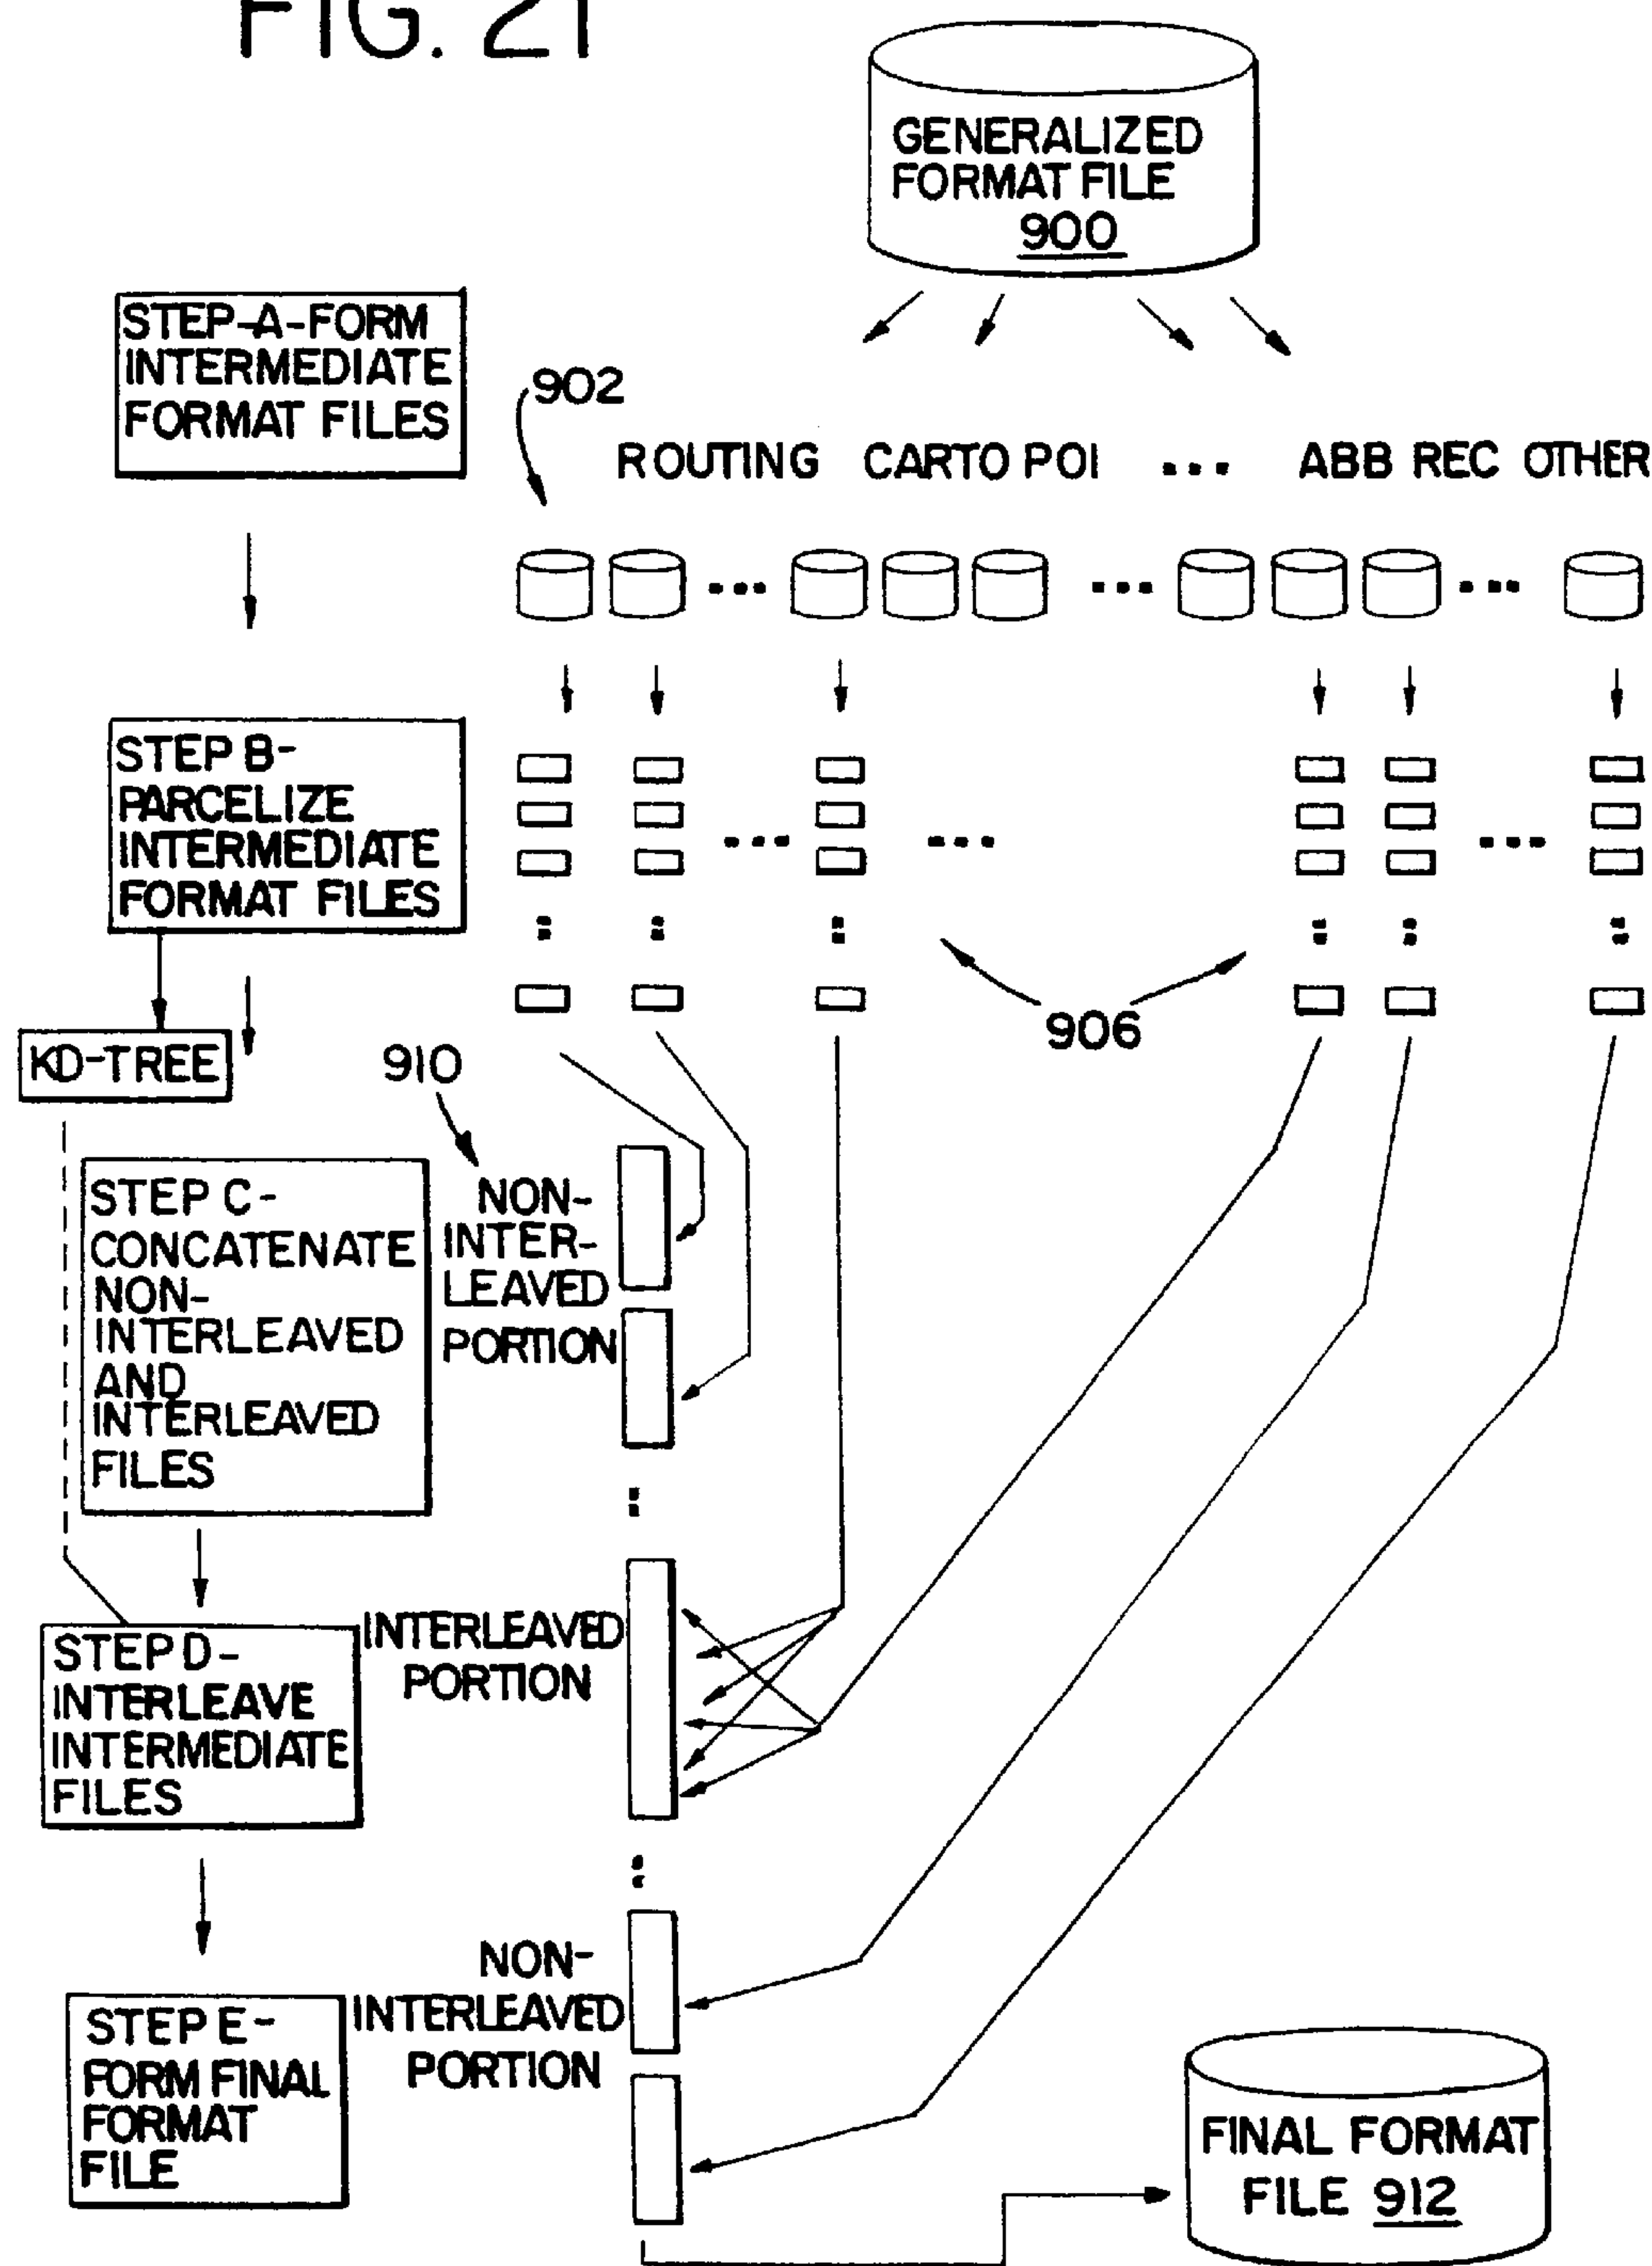 FIG. 21
GENERALIZED
FORMAT FILE
900
STEP-A-FORM
INTERMEDIATE
FORMAT FILES
902
ROUTING CARTO POI ... ABB REC OTHER
STEP B-
PARCELIZE
INTERMEDIATE
FORMAT FILES
906
KD-TREE
910
STEP C-
CONCATENATE
NON-
INTERLEAVED
AND
INTERLEAVED
FILES
NON-
INTER-
LEAVED
PORTION
STEP D-
INTERLEAVE
INTERMEDIATE
FILES
INTERLEAVED
PORTION
STEP E-
FORM FINAL
FORMAT
FILE
NON-
INTERLEAVED
PORTION
FINAL FORMAT
FILE 912